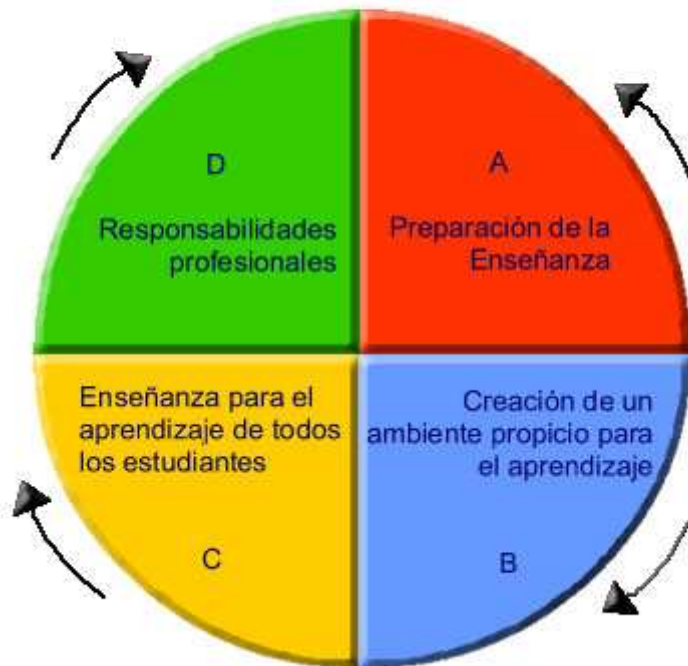 D
Responsabilidades
profesionales
A
Preparación de la
Enseñanza
Enseñanza para el
aprendizaje de todos
los estudiantes
C
Creación de un
ambiente propicio para
el aprendizaje
B